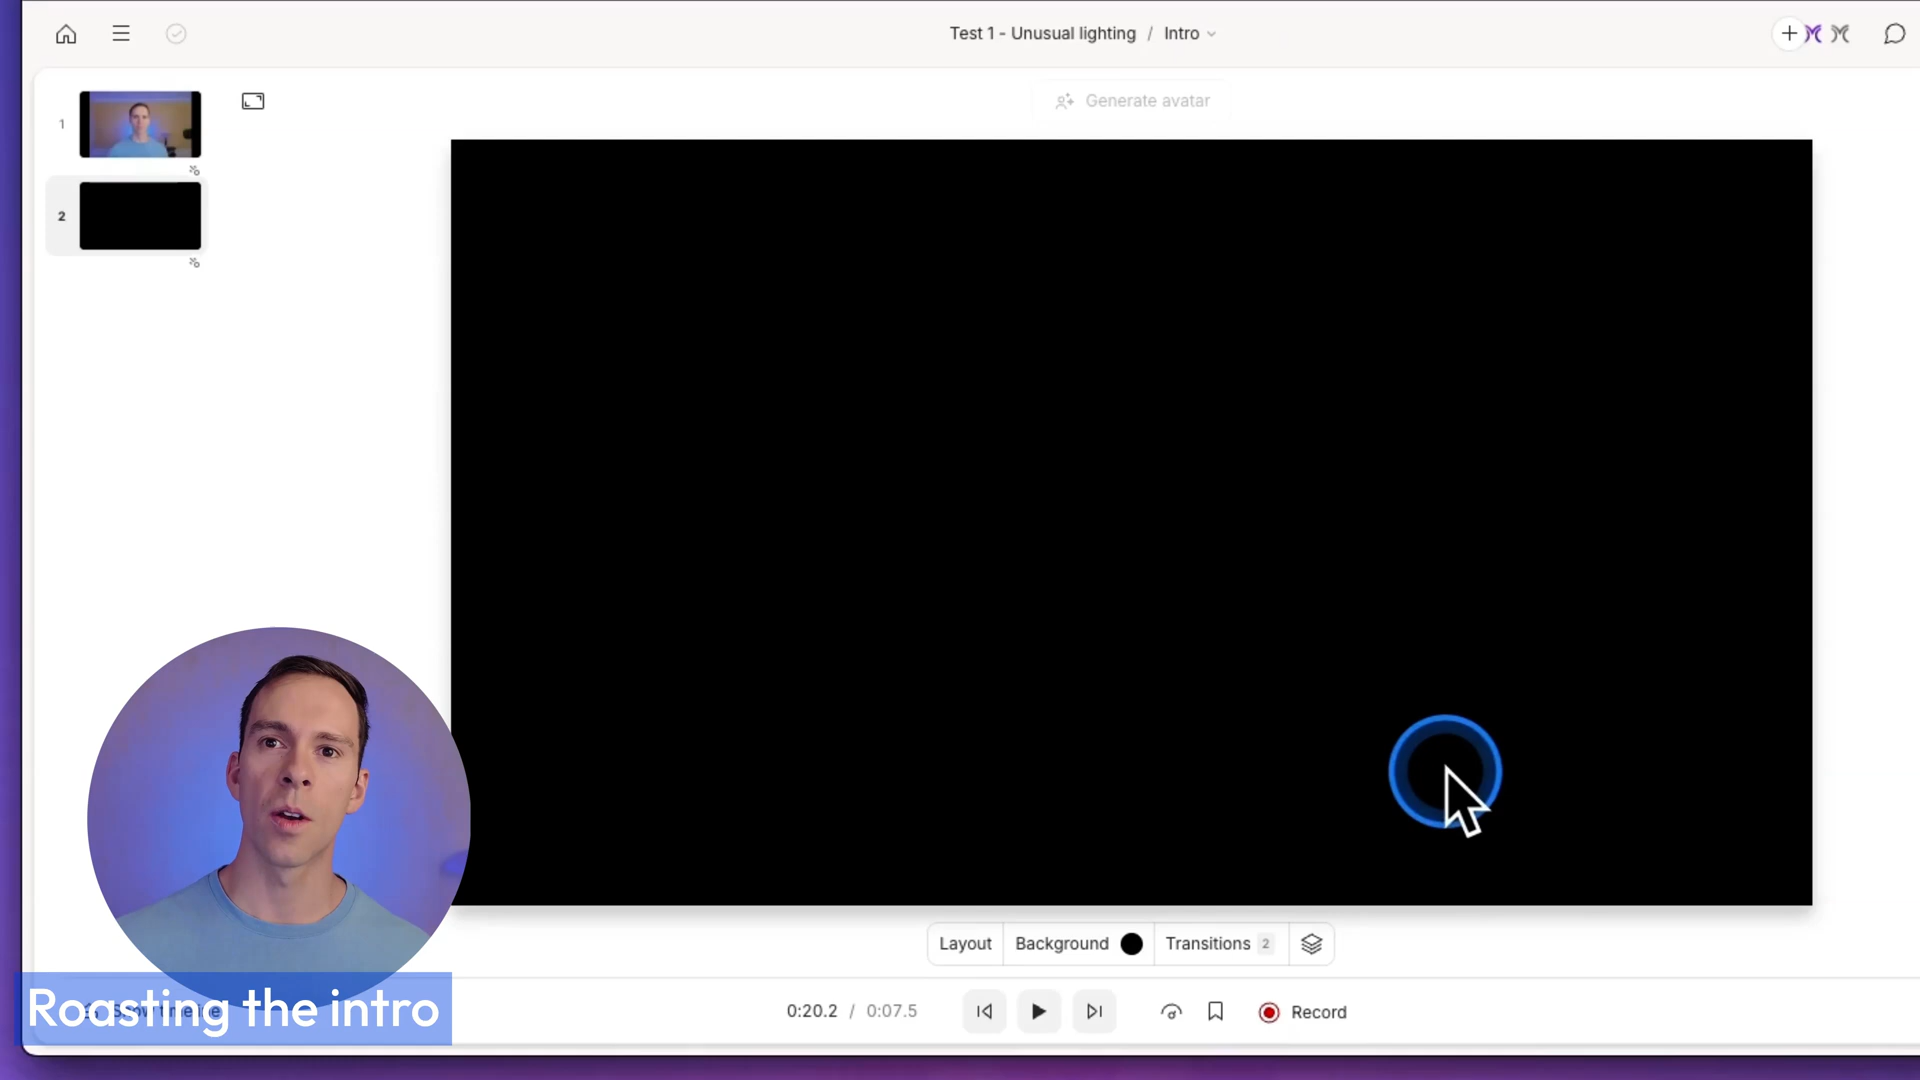 Test 1 - Unusual lighting / Intro
Generate avatar
1
2
Layout
Background
Transitions 2
Roasting the intro
0:20.2 / 0:07.5
Record